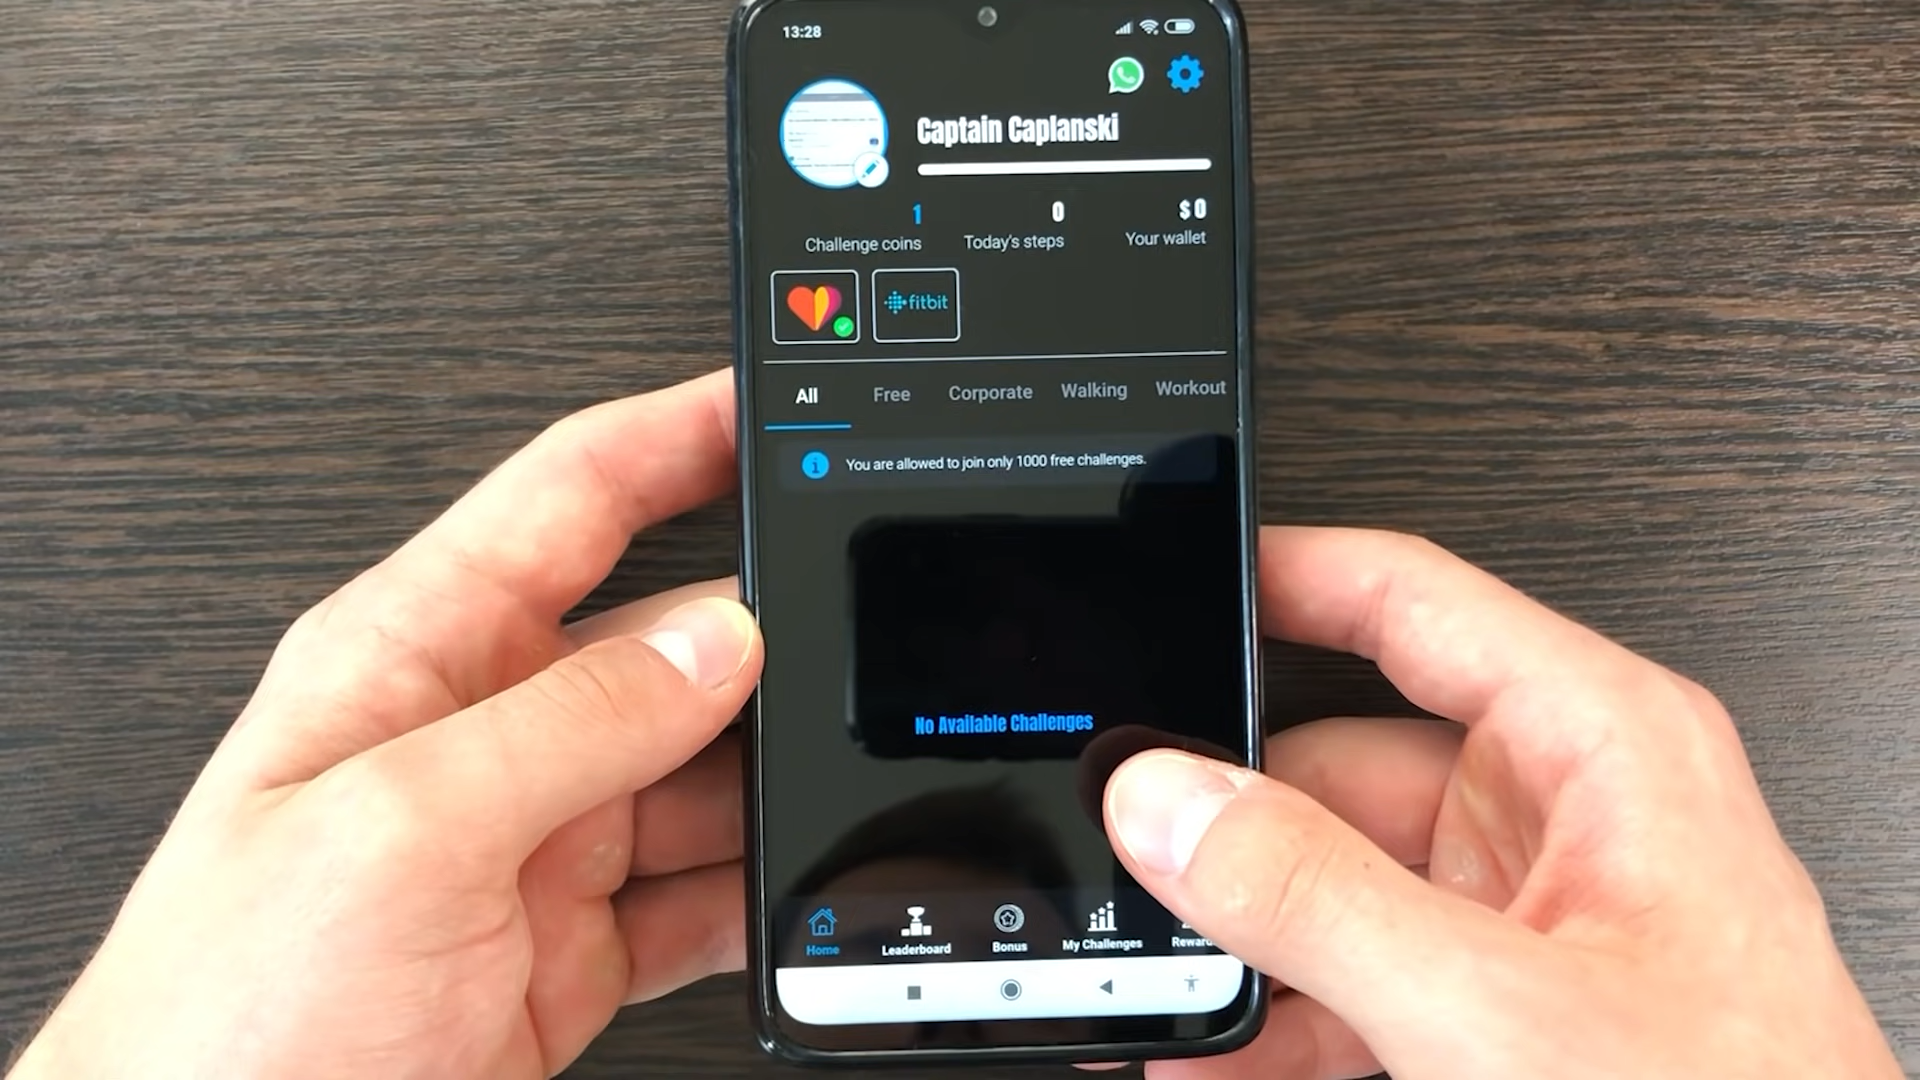 13:28
Captain Caplanski
1 0 $0
Challenge coins Today's steps Your wallet
fitbit
All Free Corporate Walking Workout
You are allowed to join only 1000 free challenges.
No Available Challenges
Home Leaderboard Bonus My Challenges